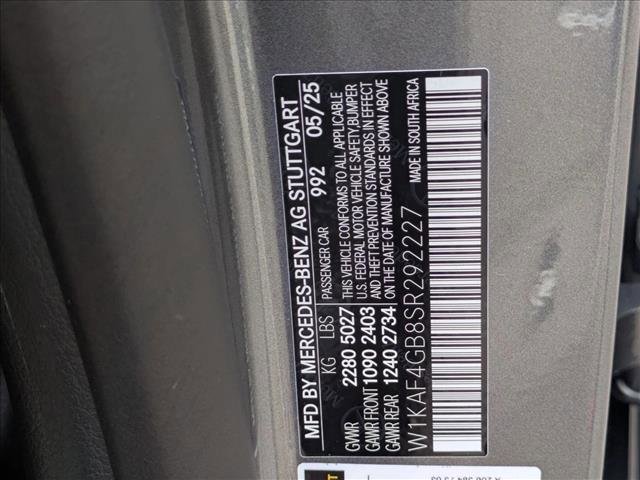 MFD BY MERCEDES-BENZ AG STUTTGART
KG LBS PASSENGER CAR 992 05/25
GVWR 2280 5027 THIS VEHICLE CONFORMS TO ALL APPLICABLE
GAWR FRONT 1090 2403 U.S. FEDERAL MOTOR VEHICLE SAFETY,BUMPER
GAWR REAR 1240 2734 AND THEFT PREVENTION STANDARDS IN EFFECT
ON THE DATE OF MANUFACTURE SHOWN ABOVE
W1KAF4GB8SR292227
MADE IN SOUTH AFRICA